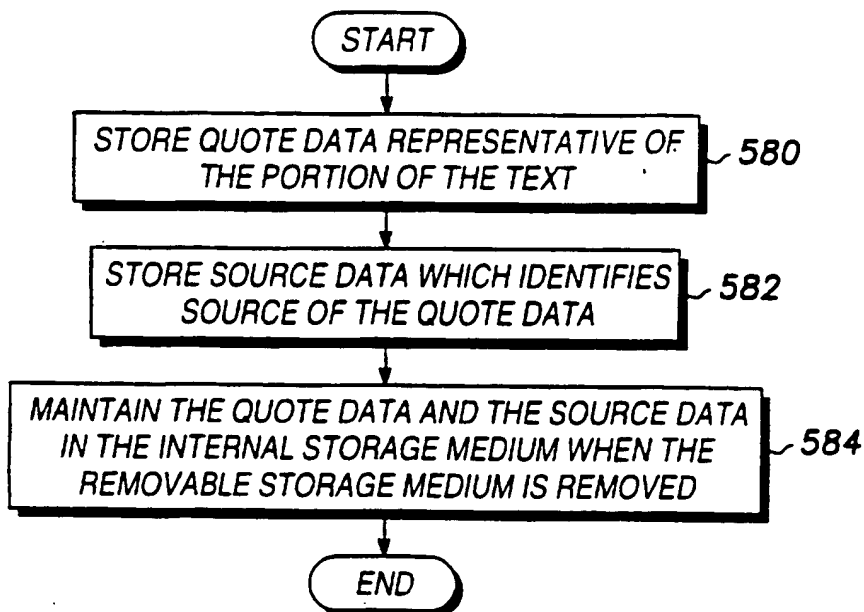 START
STORE QUOTE DATA REPRESENTATIVE OF
THE PORTION OF THE TEXT
580
STORE SOURCE DATA WHICH IDENTIFIES
SOURCE OF THE QUOTE DATA
582
MAINTAIN THE QUOTE DATA AND THE SOURCE DATA
IN THE INTERNAL STORAGE MEDIUM WHEN THE
REMOVABLE STORAGE MEDIUM IS REMOVED
584
END